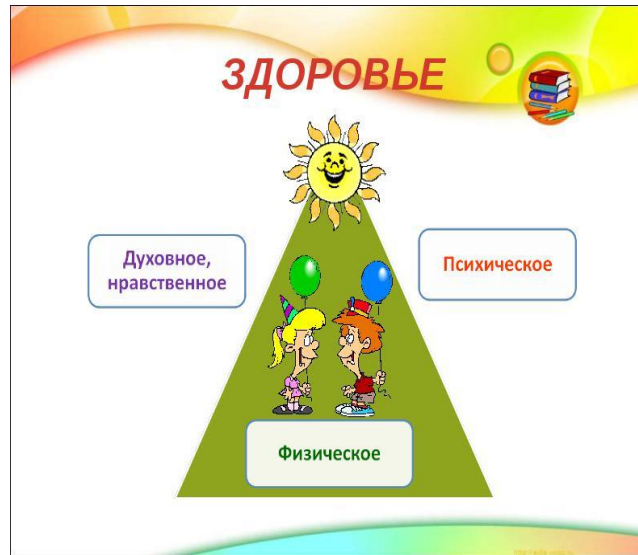 ЗДОРОВЬЕ
Духовное,
нравственное
Психическое
Физическое